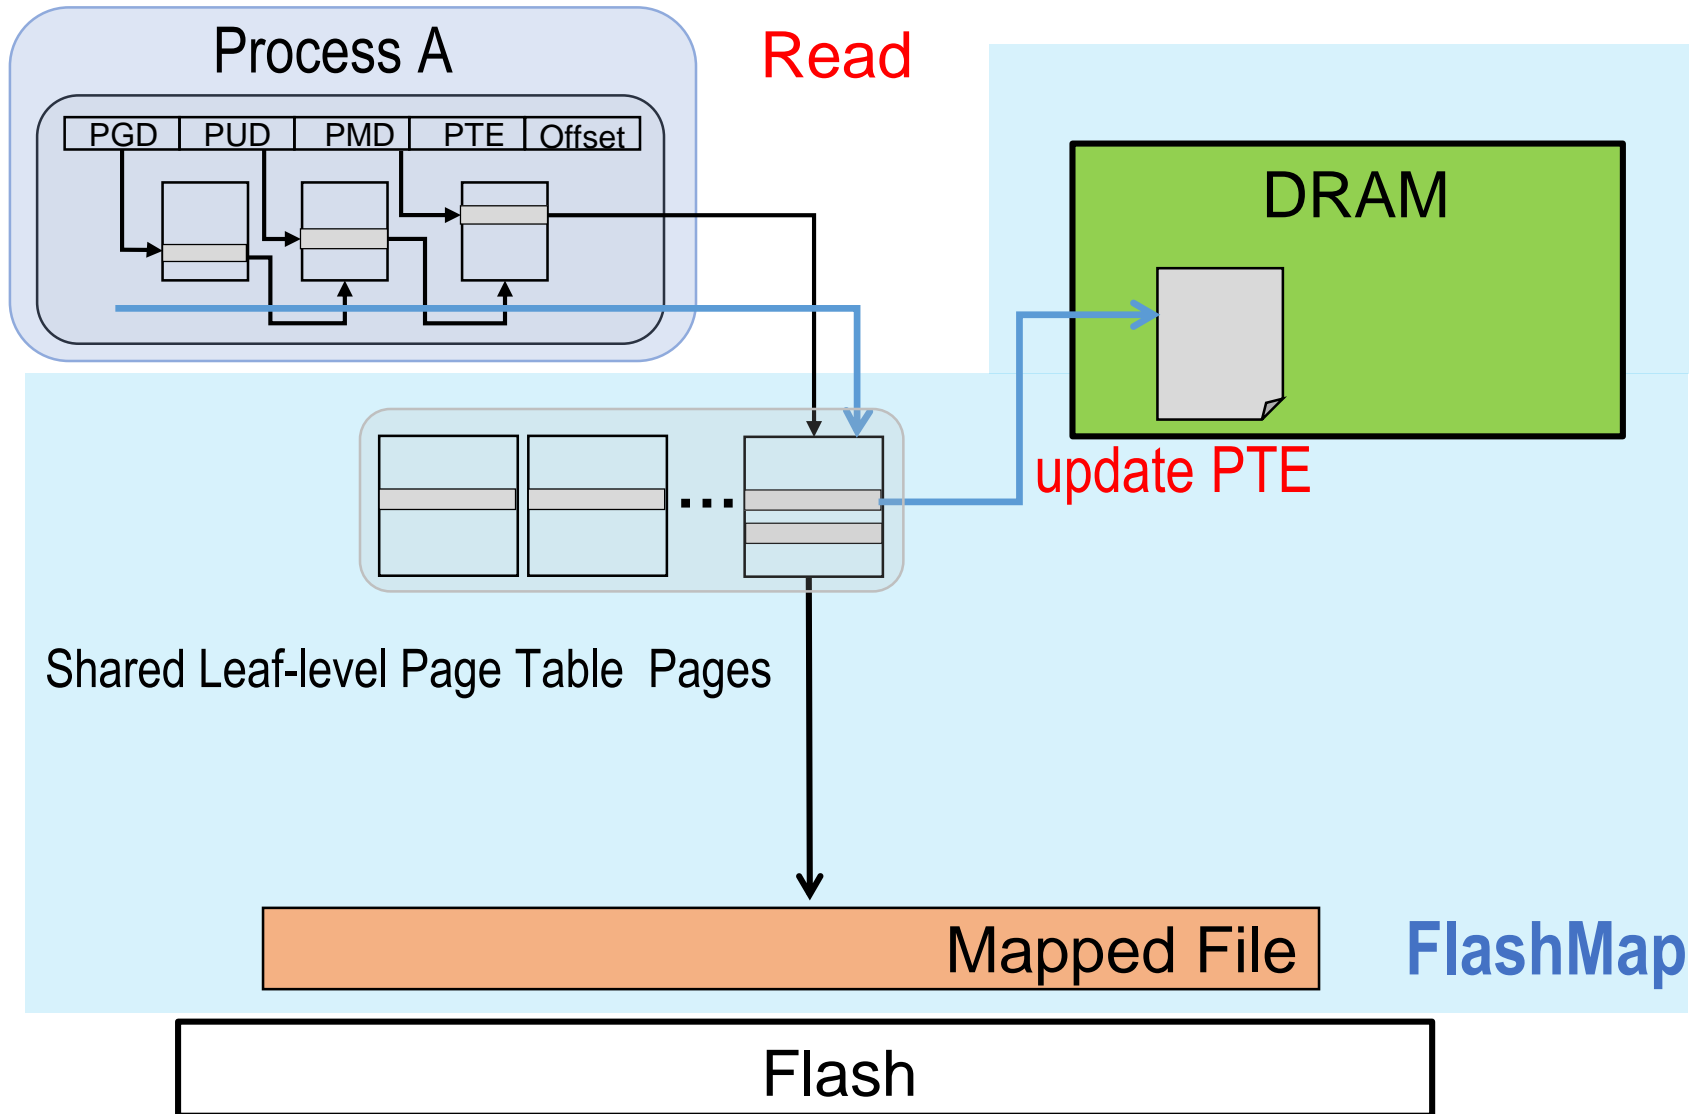 Process A
Read
PGD PUD PMD PTE Offset
DRAM
update PTE
...
Shared Leaf-level Page Table Pages
Mapped File
FlashMap
Flash